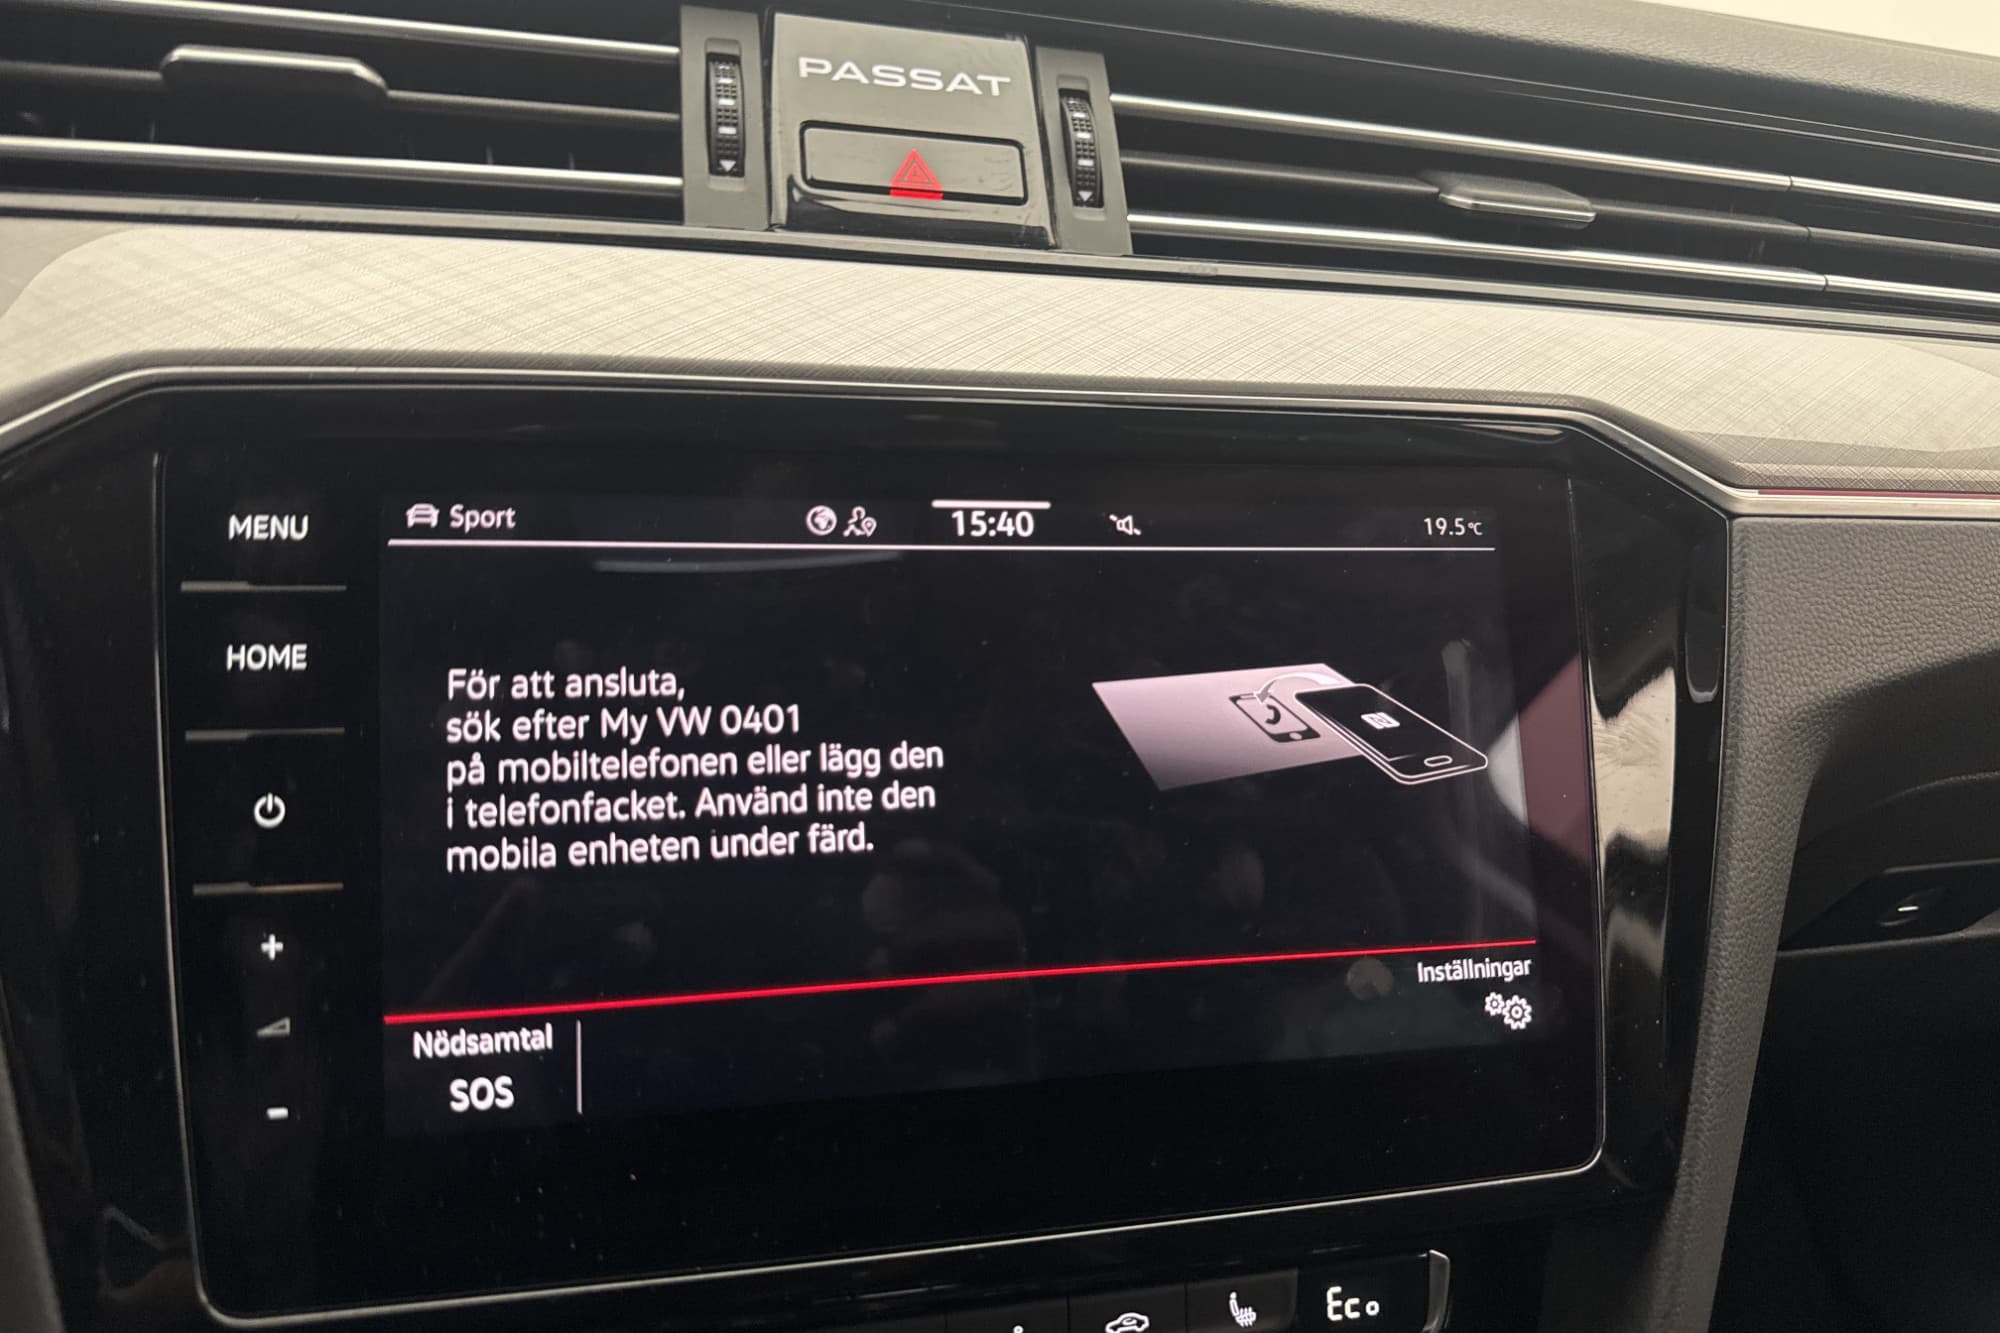 PASSAT
MENU
HOME
Sport
15:40
19.5°C
För att ansluta,
sök efter My VW 0401
på mobiltelefonen eller lägg den
i telefonfacket. Använd inte den
mobila enheten under färd.
Inställningar
Nödsamtal
SOS
Eco